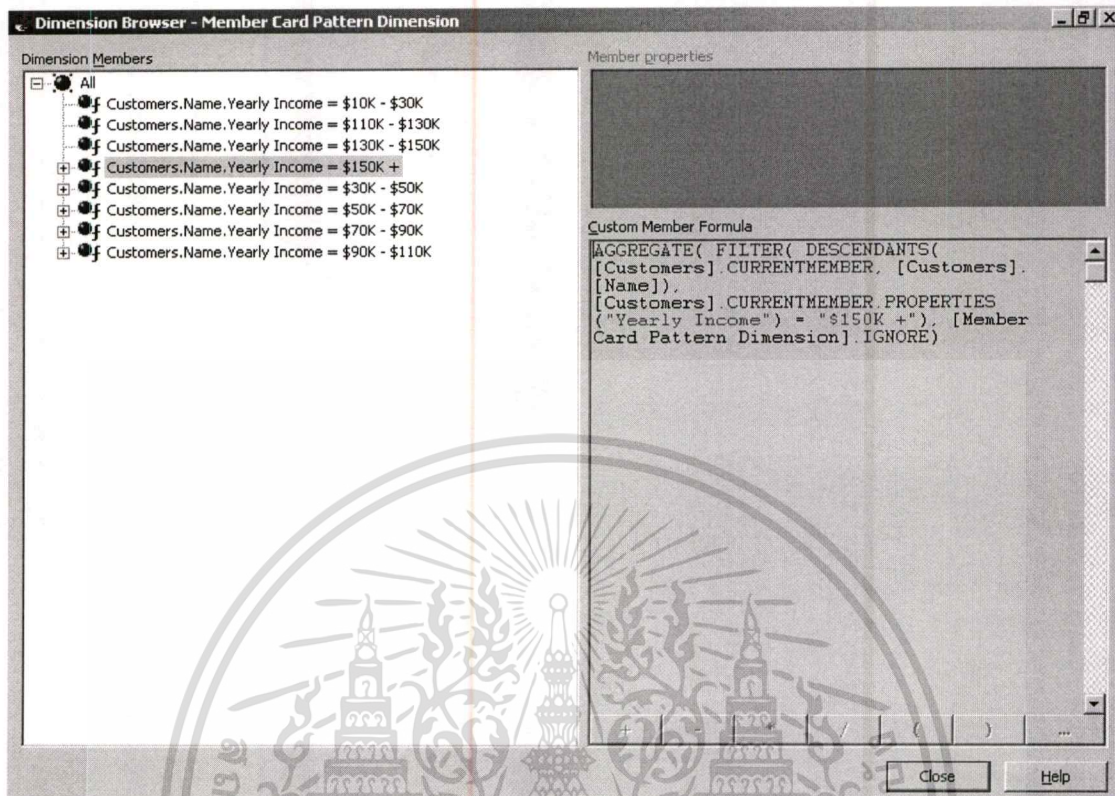 Dimension Browser - Member Card Pattern Dimension
Dimension Members
All
Customers.Name.Yearly Income = $10K - $30K
Customers.Name.Yearly Income = $110K - $130K
Customers.Name.Yearly Income = $130K - $150K
Customers.Name.Yearly Income = $150K +
Customers.Name.Yearly Income = $30K - $50K
Customers.Name.Yearly Income = $50K - $70K
Customers.Name.Yearly Income = $70K - $90K
Customers.Name.Yearly Income = $90K - $110K
Member properties
Custom Member Formula
AGGREGATE( FILTER( DESCENDANTS(
[Customers].CURRENTMEMBER, [Customers].
[Name]),
[Customers].CURRENTMEMBER.PROPERTIES
("Yearly Income") = "$150K +"), [Member
Card Pattern Dimension].IGNORE)
+ - * / ( ) ...
Close Help